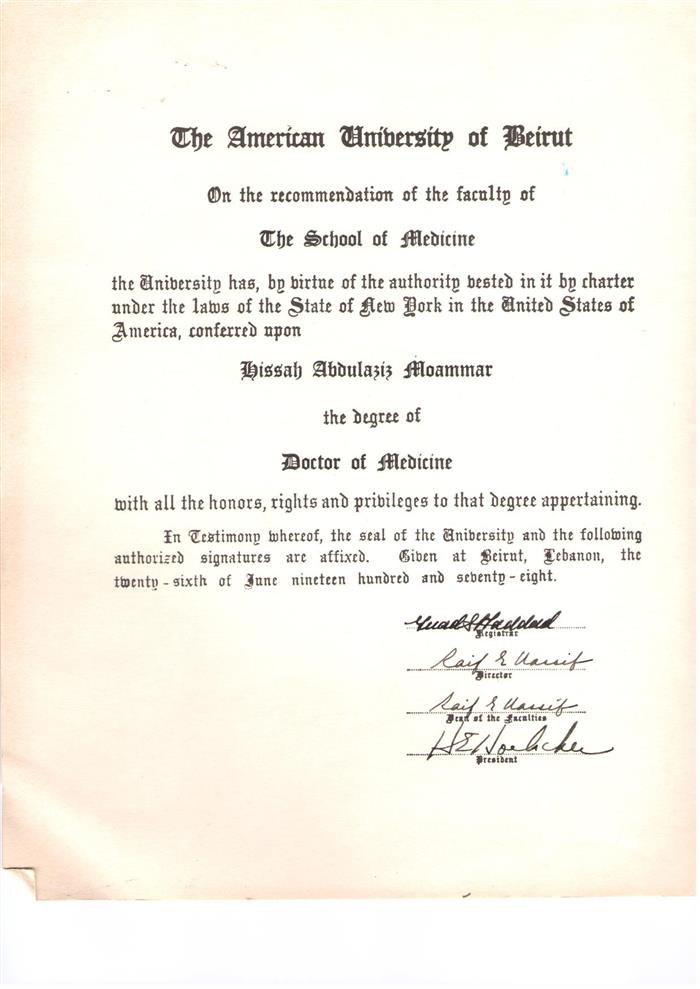 The American University of Beirut
On the recommendation of the faculty of
The School of Medicine
the University has, by virtue of the authority vested in it by charter
under the laws of the State of New York in the United States of
America, conferred upon
Hissah Abdulaziz Moammar
the degree of
Doctor of Medicine
with all the honors, rights and privileges to that degree appertaining.
In Testimony whereof, the seal of the University and the following
authorized signatures are affixed. Given at Beirut, Lebanon, the
twenty-sixth of June nineteen hundred and seventy-eight.
Haddad
Registrar
Raif E Nassif
Director
Raif E Nassif
Dean of the Faculties
President